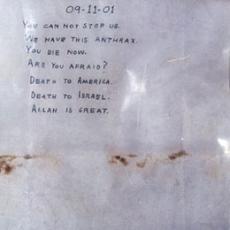 09-11-01
YOU CAN NOT STOP US.
WE HAVE THIS ANTHRAX.
YOU DIE NOW.
ARE YOU AFRAID?
DEATH TO AMERICA.
DEATH TO ISRAEL.
ALLAH IS GREAT.